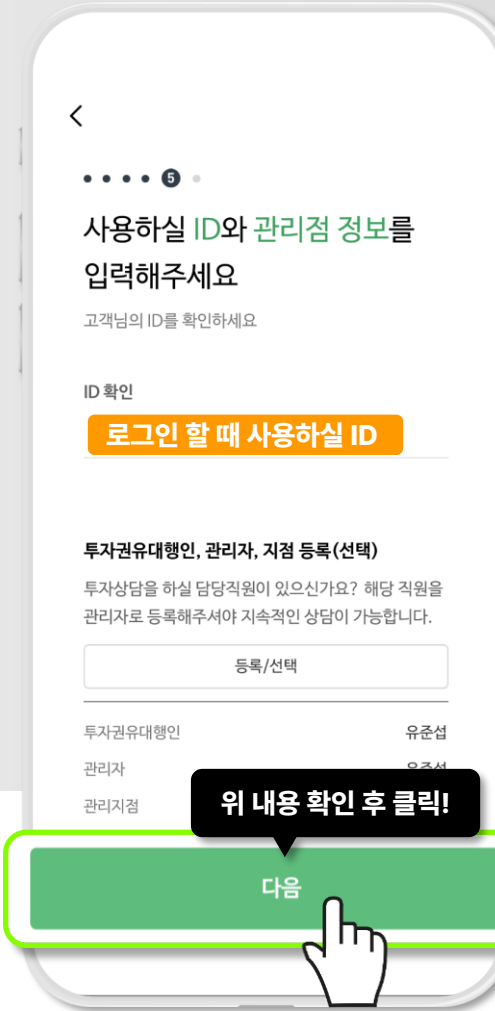 5
사용하실 ID와 관리점 정보를
입력해주세요
고객님의 ID를 확인하세요
ID 확인
로그인 할 때 사용하실 ID
투자권유대행인, 관리자, 지점 등록(선택)
투자상담을 하실 담당직원이 있으신가요? 해당 직원을
관리자로 등록해주셔야 지속적인 상담이 가능합니다.
등록/선택
투자권유대행인 유준섭
관리자
관리지점
위 내용 확인 후 클릭!
다음